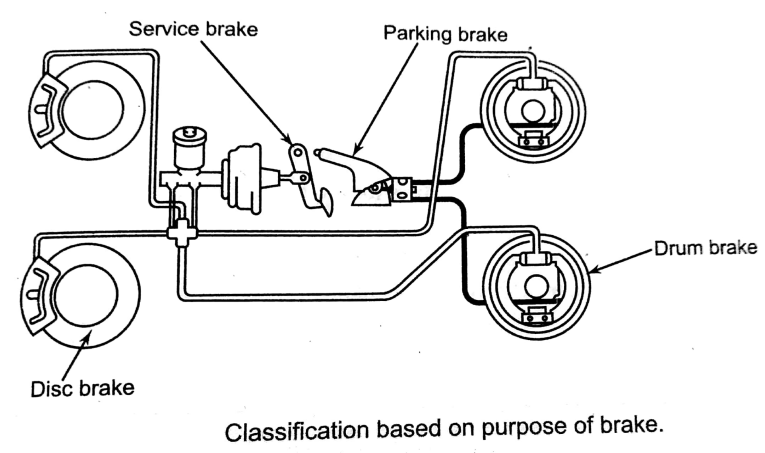 Service brake
Parking brake
Drum brake
Disc brake
Classification based on purpose of brake.